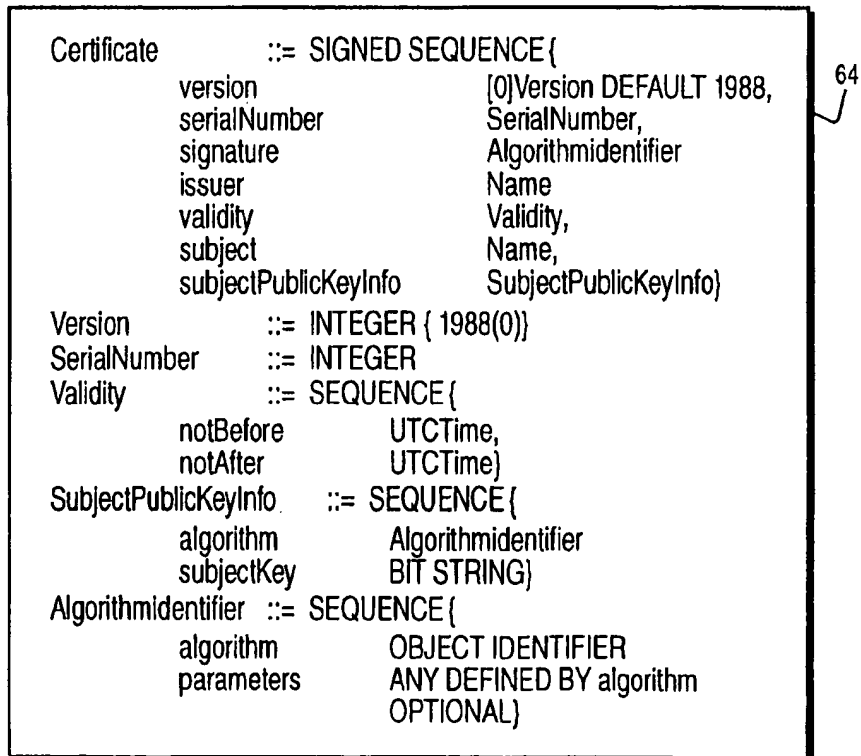 Certificate ::= SIGNED SEQUENCE{
version [0]Version DEFAULT 1988,
serialNumber SerialNumber,
signature Algorithmidentifier
issuer Name
validity Validity,
subject Name,
subjectPublicKeyInfo SubjectPublicKeyInfo}
Version ::= INTEGER { 1988(0)}
SerialNumber ::= INTEGER
Validity ::= SEQUENCE{
notBefore UTCTime,
notAfter UTCTime}
SubjectPublicKeyInfo ::= SEQUENCE{
algorithm Algorithmidentifier
subjectKey BIT STRING}
Algorithmidentifier ::= SEQUENCE{
algorithm OBJECT IDENTIFIER
parameters ANY DEFINED BY algorithm
OPTIONAL}
64